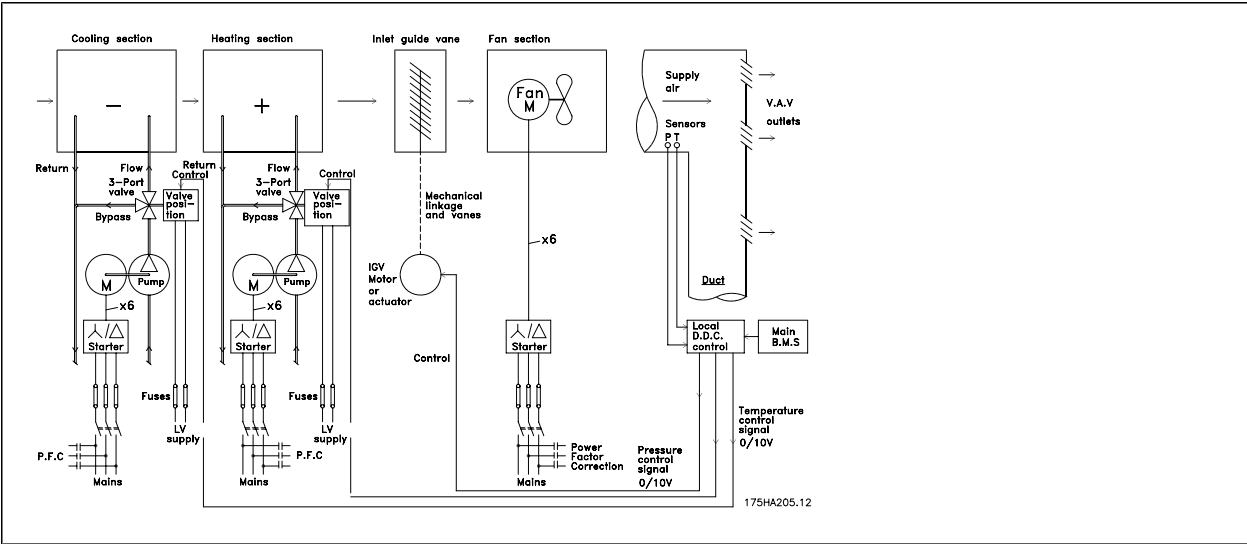 Cooling section
Heating section
Inlet guide vane
Fan section
−
+
Fan
M
Supply
air
V.A.V
outlets
Sensors
P T
Return
Flow
Return
Control
3-Port
valve
Valve
posi-
tion
Bypass
Flow
Control
3-Port
valve
Valve
posi-
tion
Bypass
Mechanical
linkage
and vanes
x6
M
Pump
M
Pump
IGV
Motor
or
actuator
Duct
x6
x6
Starter
Starter
Starter
Local
D.D.C.
control
Main
B.M.S
Control
Fuses
Fuses
LV
supply
LV
supply
Temperature
control
signal
0/10V
P.F.C
P.F.C
Power
Factor
Correction
Pressure
control
signal
0/10V
Mains
Mains
Mains
175HA205.12